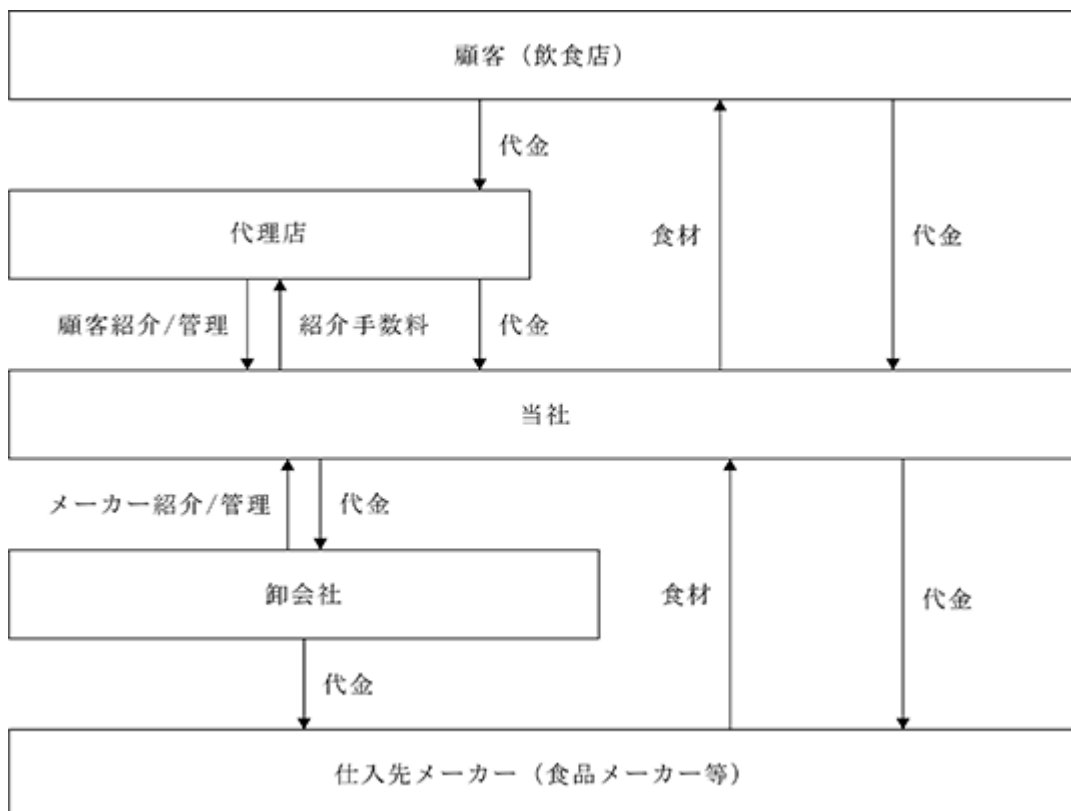 顧客（飲食店）
代金
代理店
食材
代金
顧客紹介/管理
紹介手数料
代金
当社
メーカー紹介/管理
代金
卸会社
食材
代金
代金
仕入先メーカー（食品メーカー等）